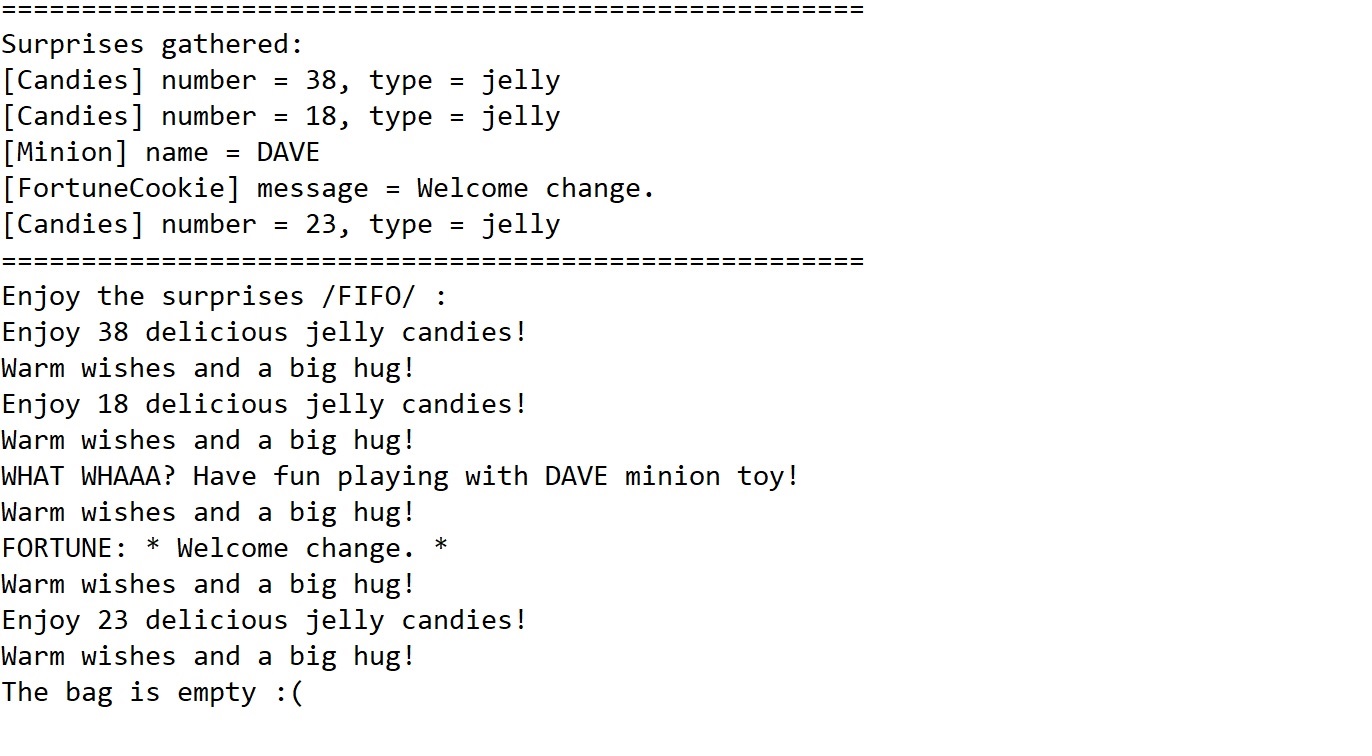 ======================================================
Surprises gathered:
[Candies] number = 38, type = jelly
[Candies] number = 18, type = jelly
[Minion] name = DAVE
[FortuneCookie] message = Welcome change.
[Candies] number = 23, type = jelly
======================================================
Enjoy the surprises /FIFO/ :
Enjoy 38 delicious jelly candies!
Warm wishes and a big hug!
Enjoy 18 delicious jelly candies!
Warm wishes and a big hug!
WHAT WHAAA? Have fun playing with DAVE minion toy!
Warm wishes and a big hug!
FORTUNE: * Welcome change. *
Warm wishes and a big hug!
Enjoy 23 delicious jelly candies!
Warm wishes and a big hug!
The bag is empty :(